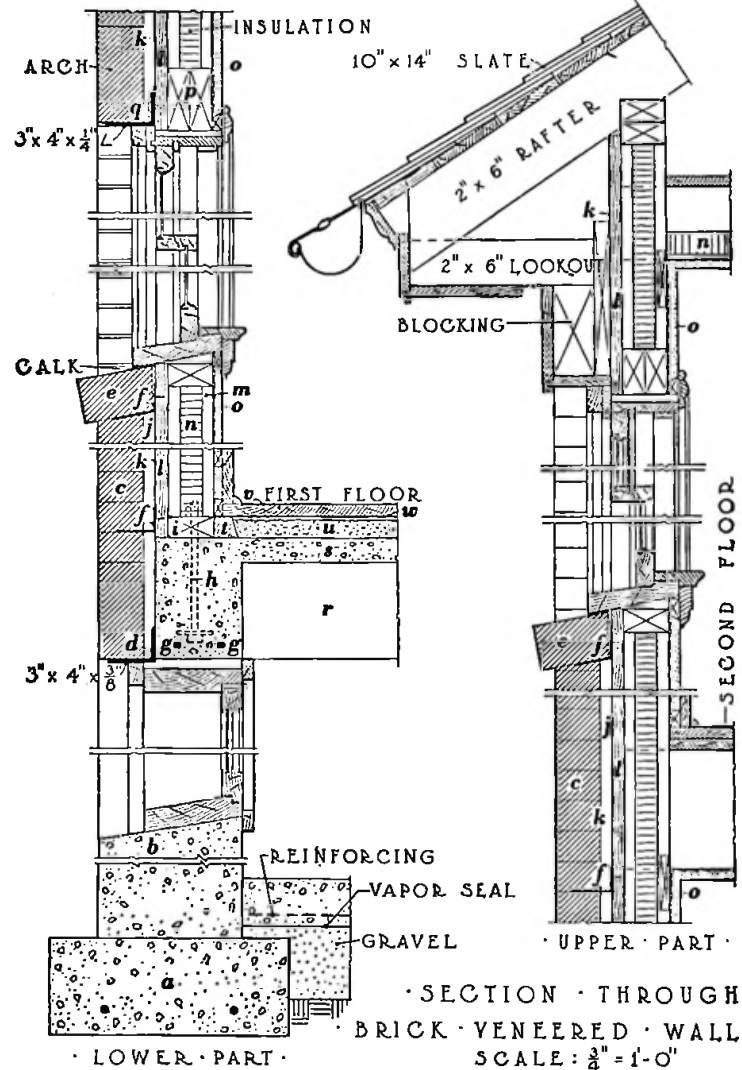 INSULATION
k
l
o
ARCH
p
q
3" x 4" x 1/4" L
CALK
e
f
m
o
j
n
k
l
c
v FIRST FLOOR
w
f
i
t
u
s
h
r
d
g
g
3" x 4" x 3/8"
b
REINFORCING
VAPOR SEAL
GRAVEL
a
· LOWER · PART ·
10" x 14" SLATE
2" x 6" RAFTER
k
n
2" x 6" LOOKOUT
l
BLOCKING
o
SECOND FLOOR
e
f
j
l
c
k
f
o
· UPPER · PART ·
· SECTION · THROUGH
· BRICK · VENEERED · WALL
SCALE : 3/4" = 1'-0"